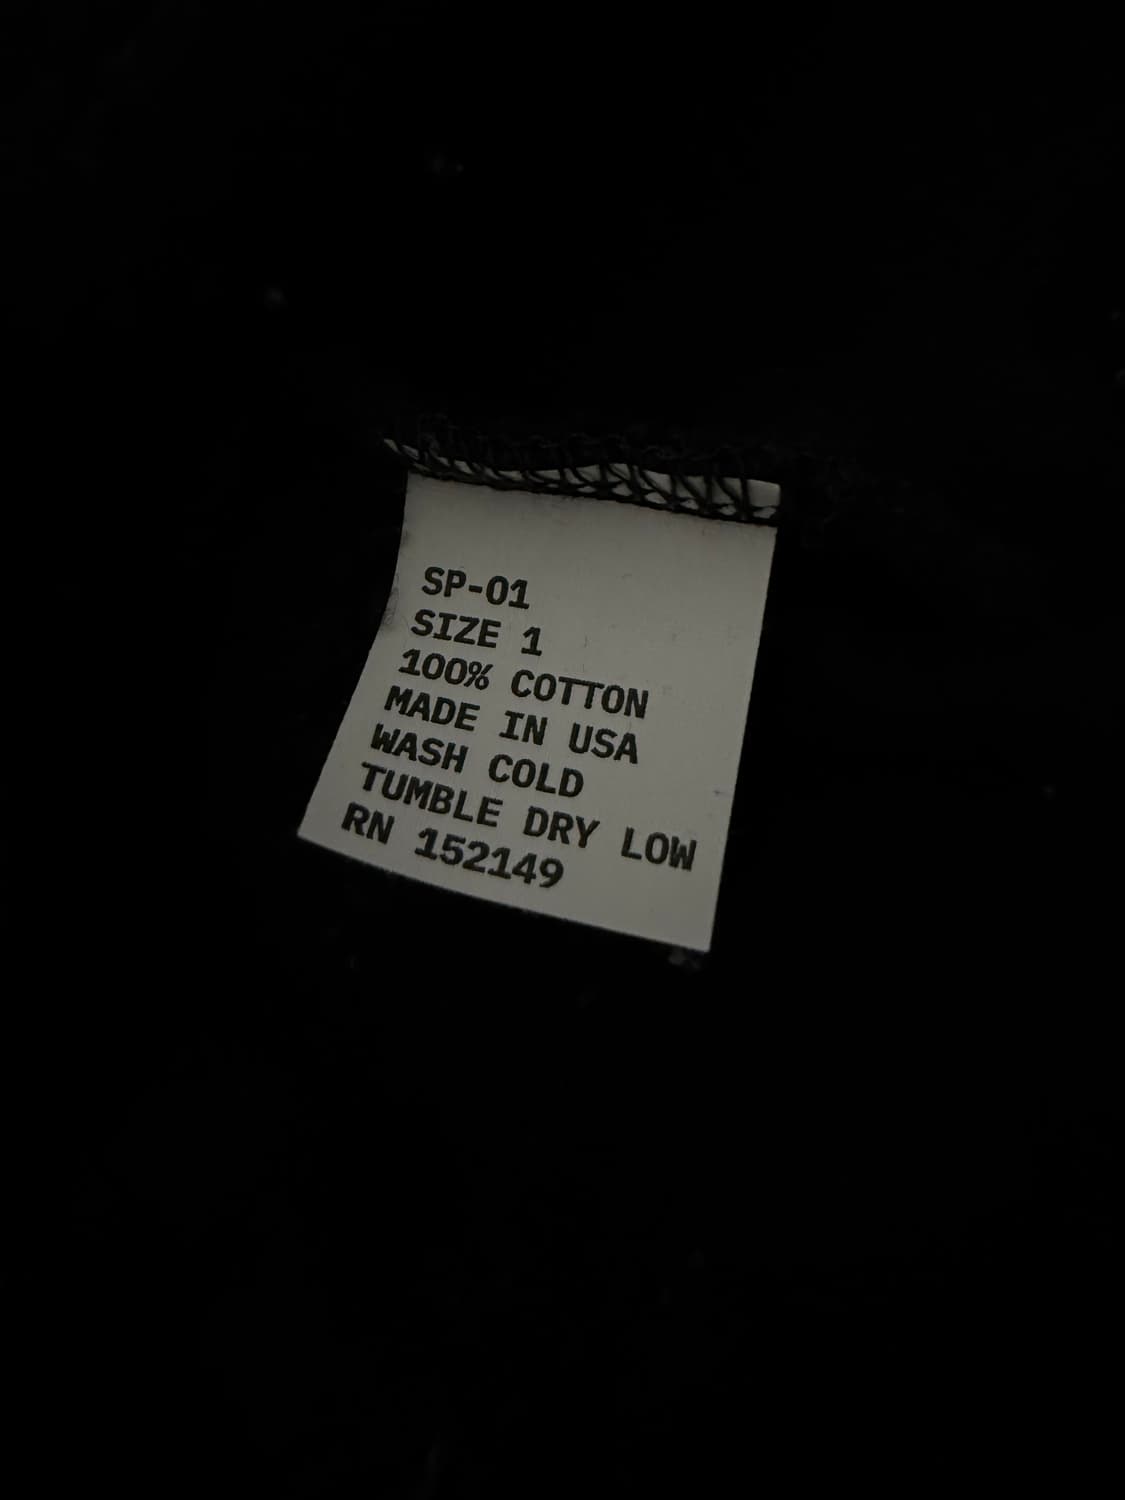 SP-01
SIZE 1
100% COTTON
MADE IN USA
WASH COLD
TUMBLE DRY LOW
RN 152149